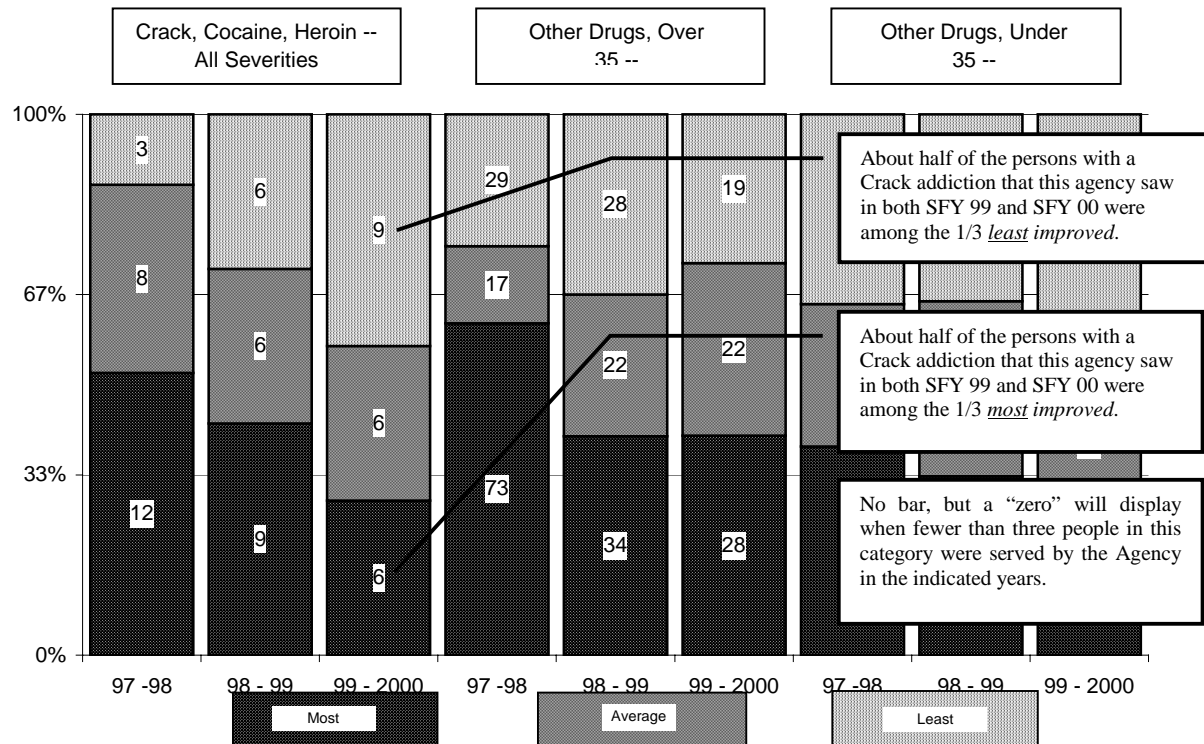 Crack, Cocaine, Heroin --
All Severities
Other Drugs, Over
35 --
Other Drugs, Under
35 --
100%
67%
33%
0%
3
8
12
6
6
9
9
6
6
29
17
73
28
22
34
19
22
28
About half of the persons with a
Crack addiction that this agency saw
in both SFY 99 and SFY 00 were
among the 1/3 least improved.
About half of the persons with a
Crack addiction that this agency saw
in both SFY 99 and SFY 00 were
among the 1/3 most improved.
No bar, but a “zero” will display
when fewer than three people in this
category were served by the Agency
in the indicated years.
97 -98
98 - 99
99 - 2000
97 -98
98 - 99
99 - 2000
97 -98
98 - 99
99 - 2000
Most
Average
Least